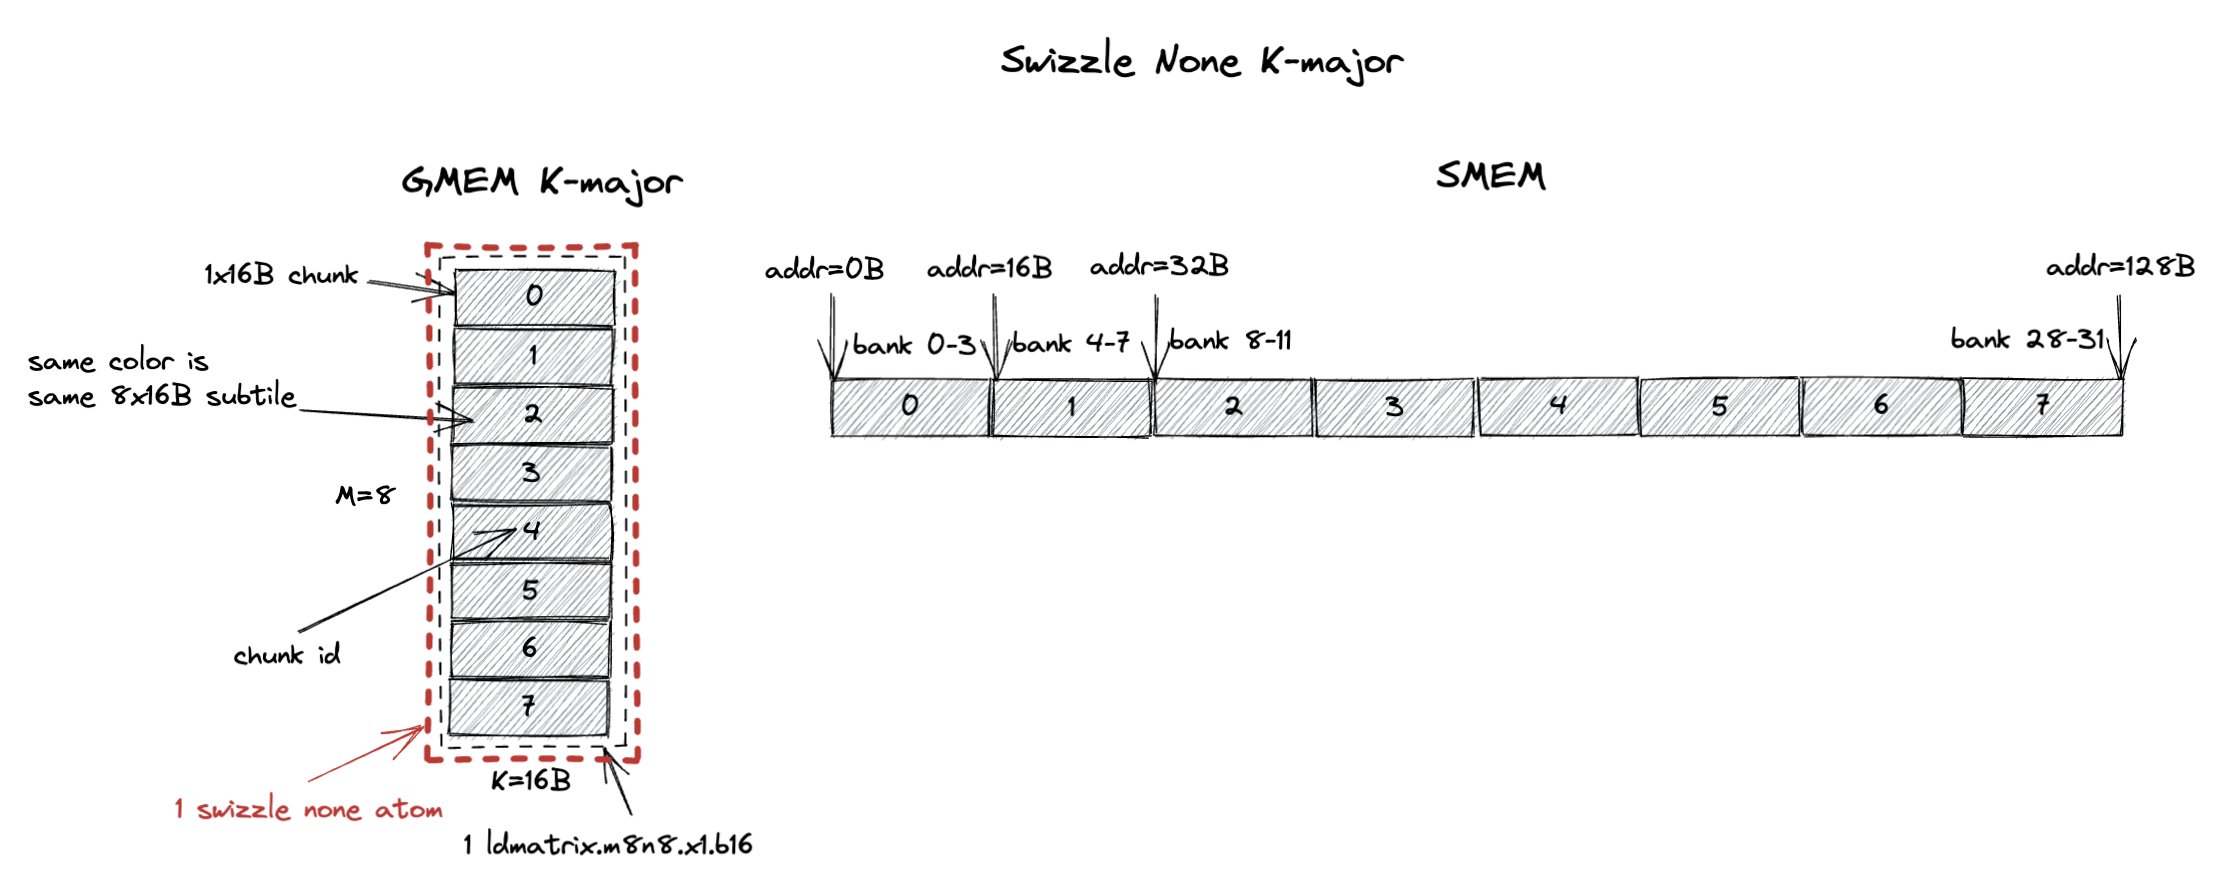 Swizzle None K-major
GMEM K-major
SMEM
1x16B chunk
same color is
same 8x16B subtile
M=8
chunk id
0
1
2
3
4
5
6
7
K=16B
1 swizzle none atom
1 ldmatrix.m8n8.x1.b16
addr=0B
addr=16B
addr=32B
addr=128B
bank 0-3
bank 4-7
bank 8-11
bank 28-31
0
1
2
3
4
5
6
7